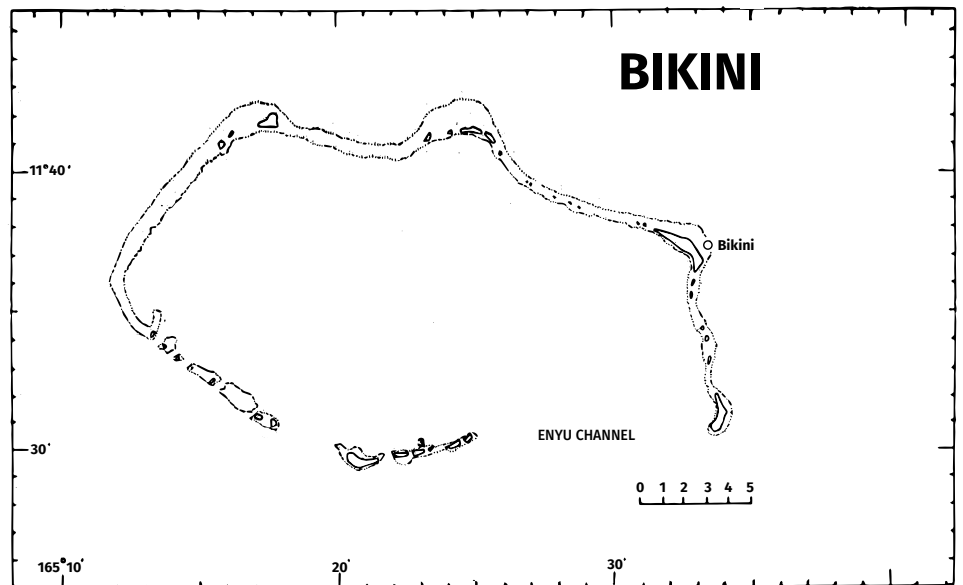 BIKINI
11°40'
Bikini
ENYU CHANNEL
30'
0 1 2 3 4 5
165°10'
20'
30'